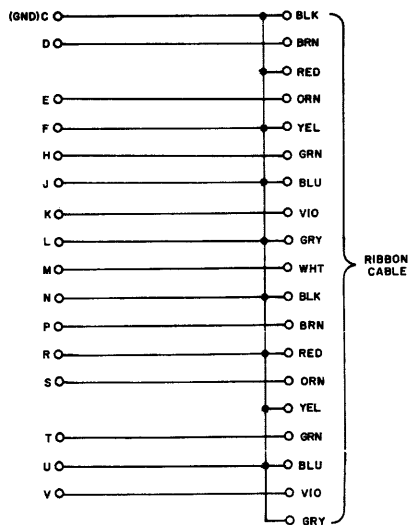 (GND)C BLK
D BRN
RED
E ORN
F YEL
H GRN
J BLU
K VIO
L GRY
M WHT
N BLK
P BRN
R RED
S ORN
YEL
T GRN
U BLU
V VIO
GRY
RIBBON
CABLE